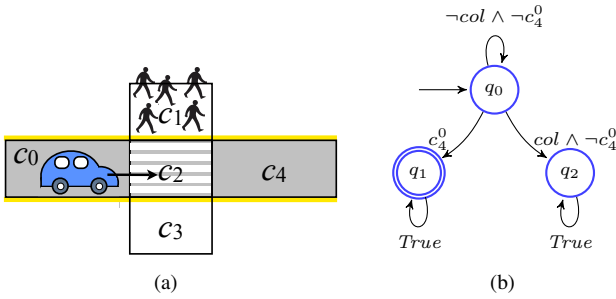 ¬col ∧ ¬c₄⁰
q₀
c₁
c₀
c₂
c₄
c₄⁰
col ∧ ¬c₄⁰
q₁
q₂
c₃
True
True
(a)
(b)